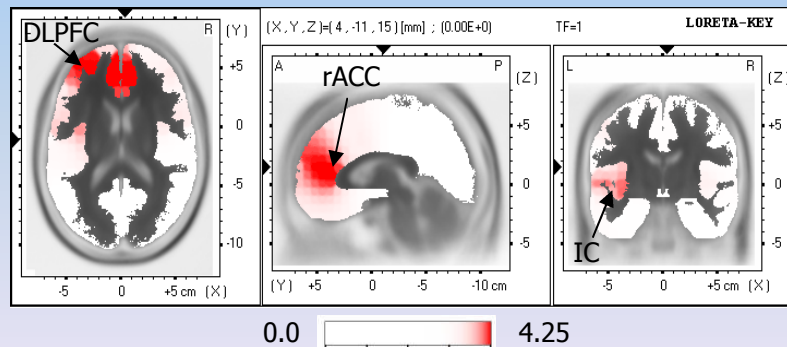 (X, Y, Z)=(4, -11, 15) [mm] ; (0.00E+0) TF=1 LORETA-KEY
DLPFC R (Y)
+5
0
-5
-10
-5 0 +5 cm (X)
A P (Z)
rACC
+5
0
-5
(Y) +5 0 -5 -10 cm
L R (Z)
+5
0
-5
IC
-5 0 +5 cm (X)
0.0 4.25